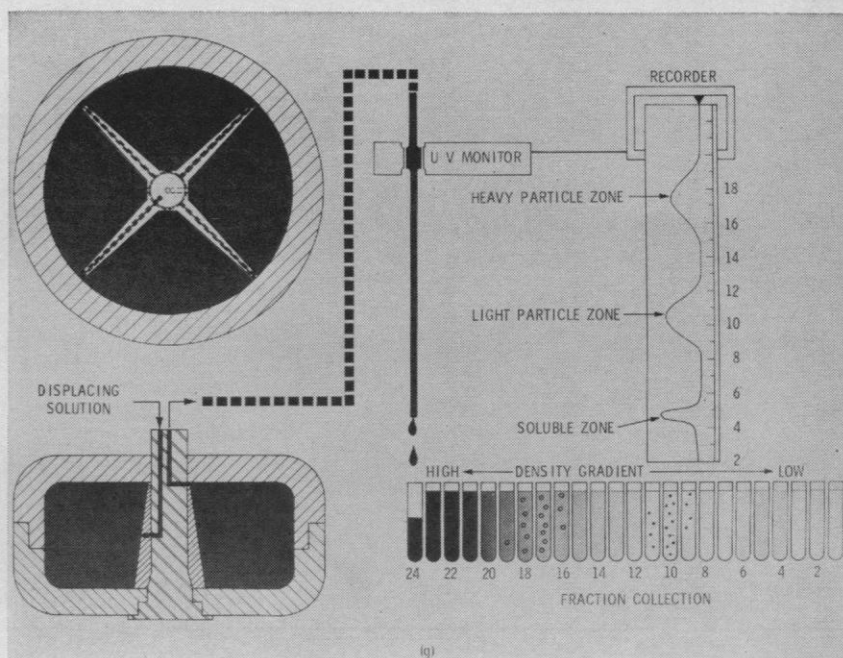 RECORDER
UV MONITOR
HEAVY PARTICLE ZONE
18
16
14
12
LIGHT PARTICLE ZONE
10
8
DISPLACING
SOLUTION
6
SOLUBLE ZONE
4
2
HIGH DENSITY GRADIENT LOW
24 22 20 18 16 14 12 10 8 6 4 2
FRACTION COLLECTION